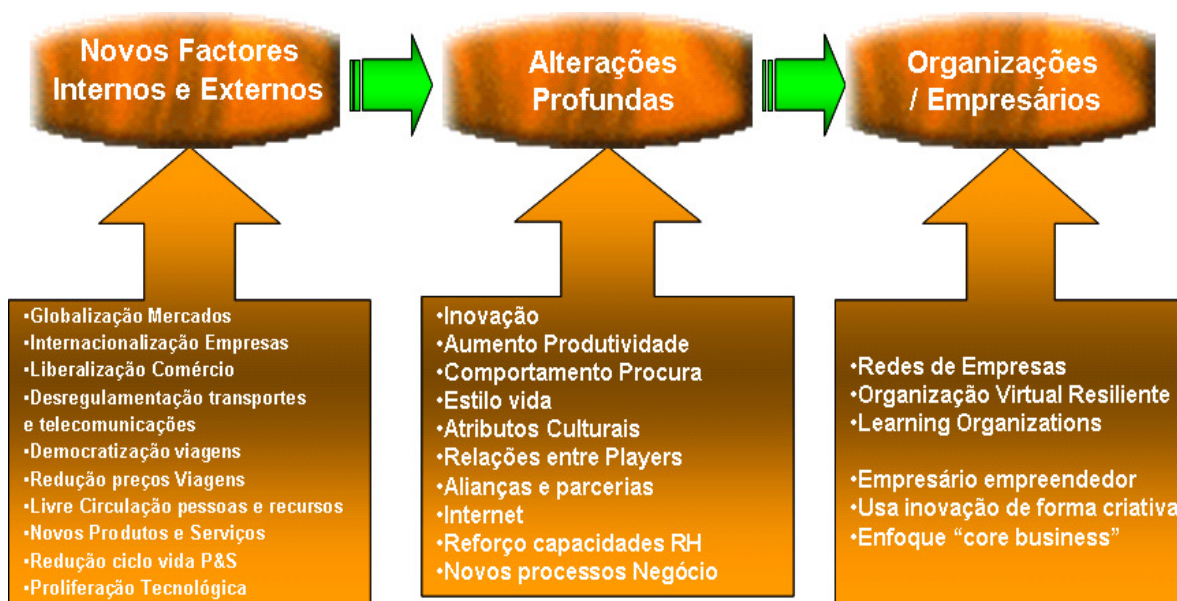 Novos Factores
Internos e Externos
Alterações
Profundas
Organizações
/ Empresários
•Globalização Mercados
•Internacionalização Empresas
•Liberalização Comércio
•Desregulamentação transportes
e telecomunicações
•Democratização viagens
•Redução preços Viagens
•Livre Circulação pessoas e recursos
•Novos Produtos e Serviços
•Redução ciclo vida P&S
•Proliferação Tecnológica
•Inovação
•Aumento Produtividade
•Comportamento Procura
•Estilo vida
•Atributos Culturais
•Relações entre Players
•Alianças e parcerias
•Internet
•Reforço capacidades RH
•Novos processos Negócio
•Redes de Empresas
•Organização Virtual Resiliente
•Learning Organizations
•Empresário empreendedor
•Usa inovação de forma criativa
•Enfoque “core business”